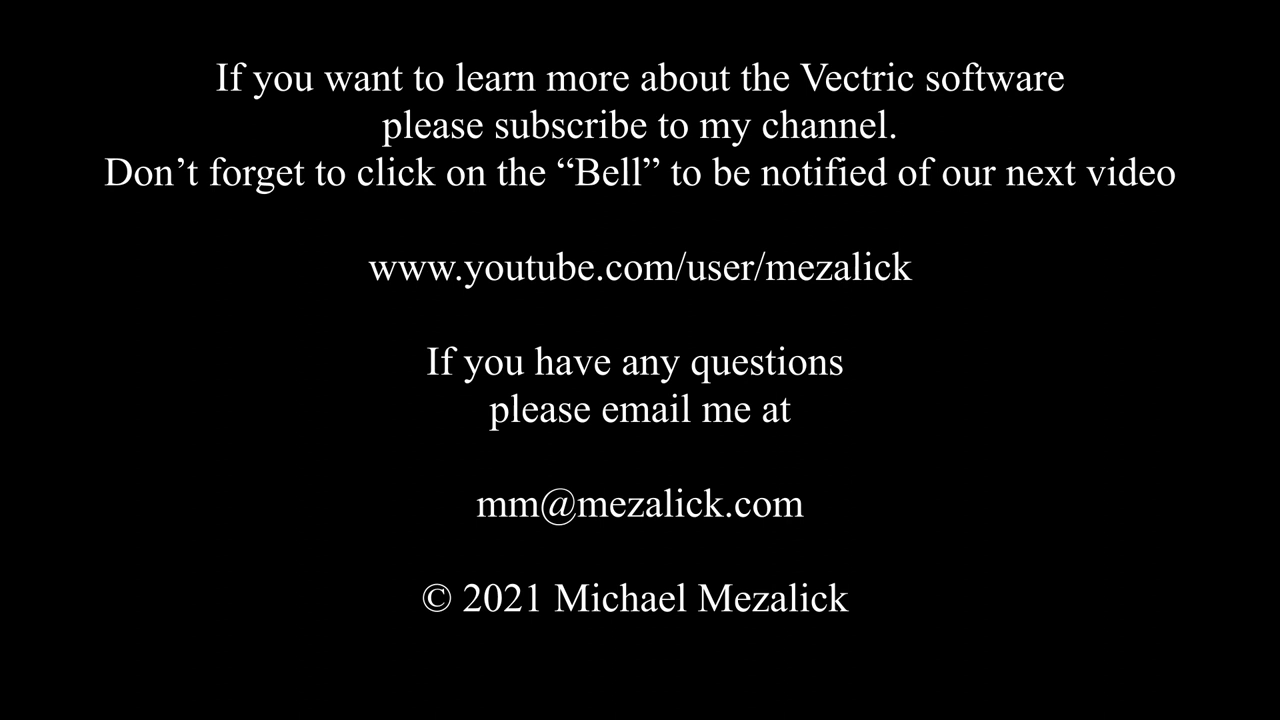 If you want to learn more about the Vectric software
please subscribe to my channel.
Don’t forget to click on the “Bell” to be notified of our next video
www.youtube.com/user/mezalick
If you have any questions
please email me at
mm@mezalick.com
© 2021 Michael Mezalick